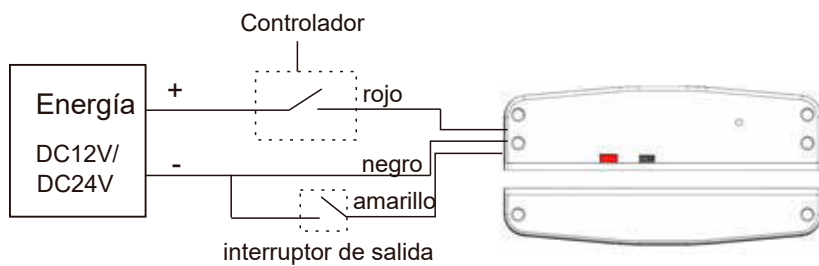 Controlador
+
rojo
Energía
DC12V/
DC24V
-
negro
amarillo
interruptor de salida